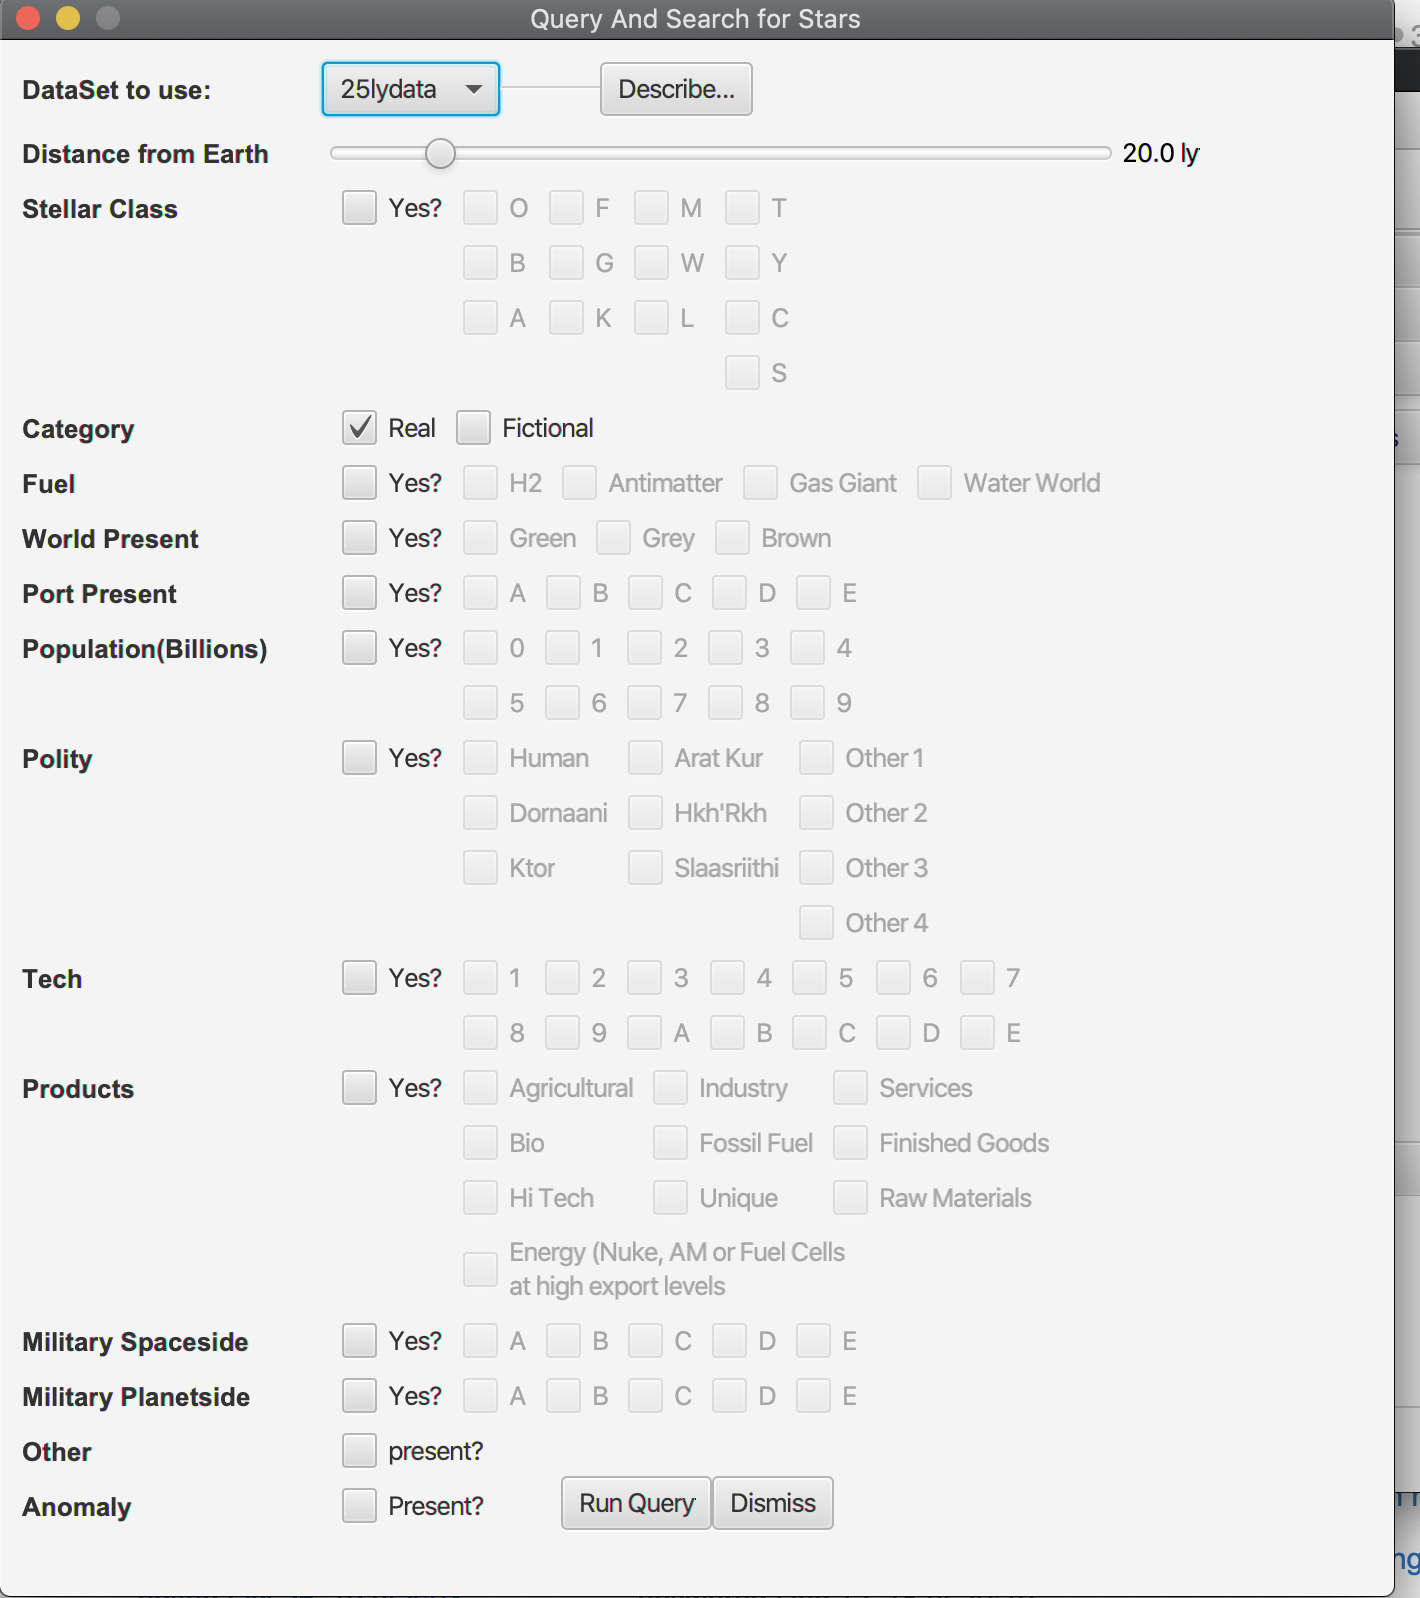 Query And Search for Stars
DataSet to use: 25lydata Describe...
Distance from Earth 20.0 ly
Stellar Class Yes? O F M T
B G W Y
A K L C
S
Category Real Fictional
Fuel Yes? H2 Antimatter Gas Giant Water World
World Present Yes? Green Grey Brown
Port Present Yes? A B C D E
Population(Billions) Yes? 0 1 2 3 4
5 6 7 8 9
Polity Yes? Human Arat Kur Other 1
Dornaani Hkh'Rkh Other 2
Ktor Slaasriithi Other 3
Other 4
Tech Yes? 1 2 3 4 5 6 7
8 9 A B C D E
Products Yes? Agricultural Industry Services
Bio Fossil Fuel Finished Goods
Hi Tech Unique Raw Materials
Energy (Nuke, AM or Fuel Cells
at high export levels
Military Spaceside Yes? A B C D E
Military Planetside Yes? A B C D E
Other present?
Anomaly Present? Run Query Dismiss